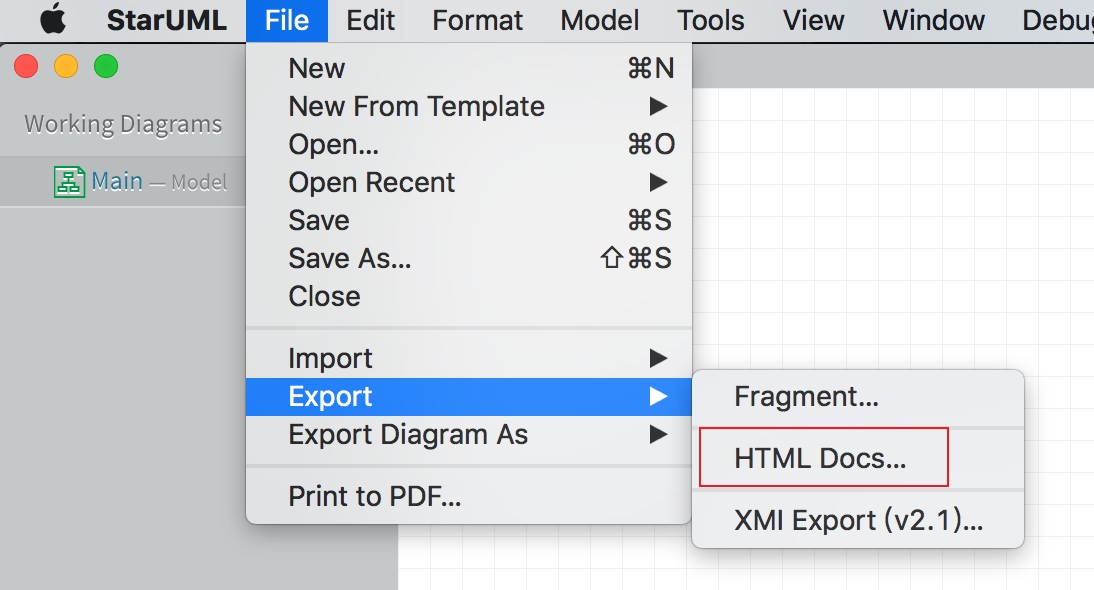 StarUML File Edit Format Model Tools View Window Debug
Working Diagrams
Main — Model
New ⌘N
New From Template ▶
Open... ⌘O
Open Recent ▶
Save ⌘S
Save As... ⇧⌘S
Close
Import ▶
Export ▶
Export Diagram As ▶
Print to PDF...
Fragment...
HTML Docs...
XMI Export (v2.1)...